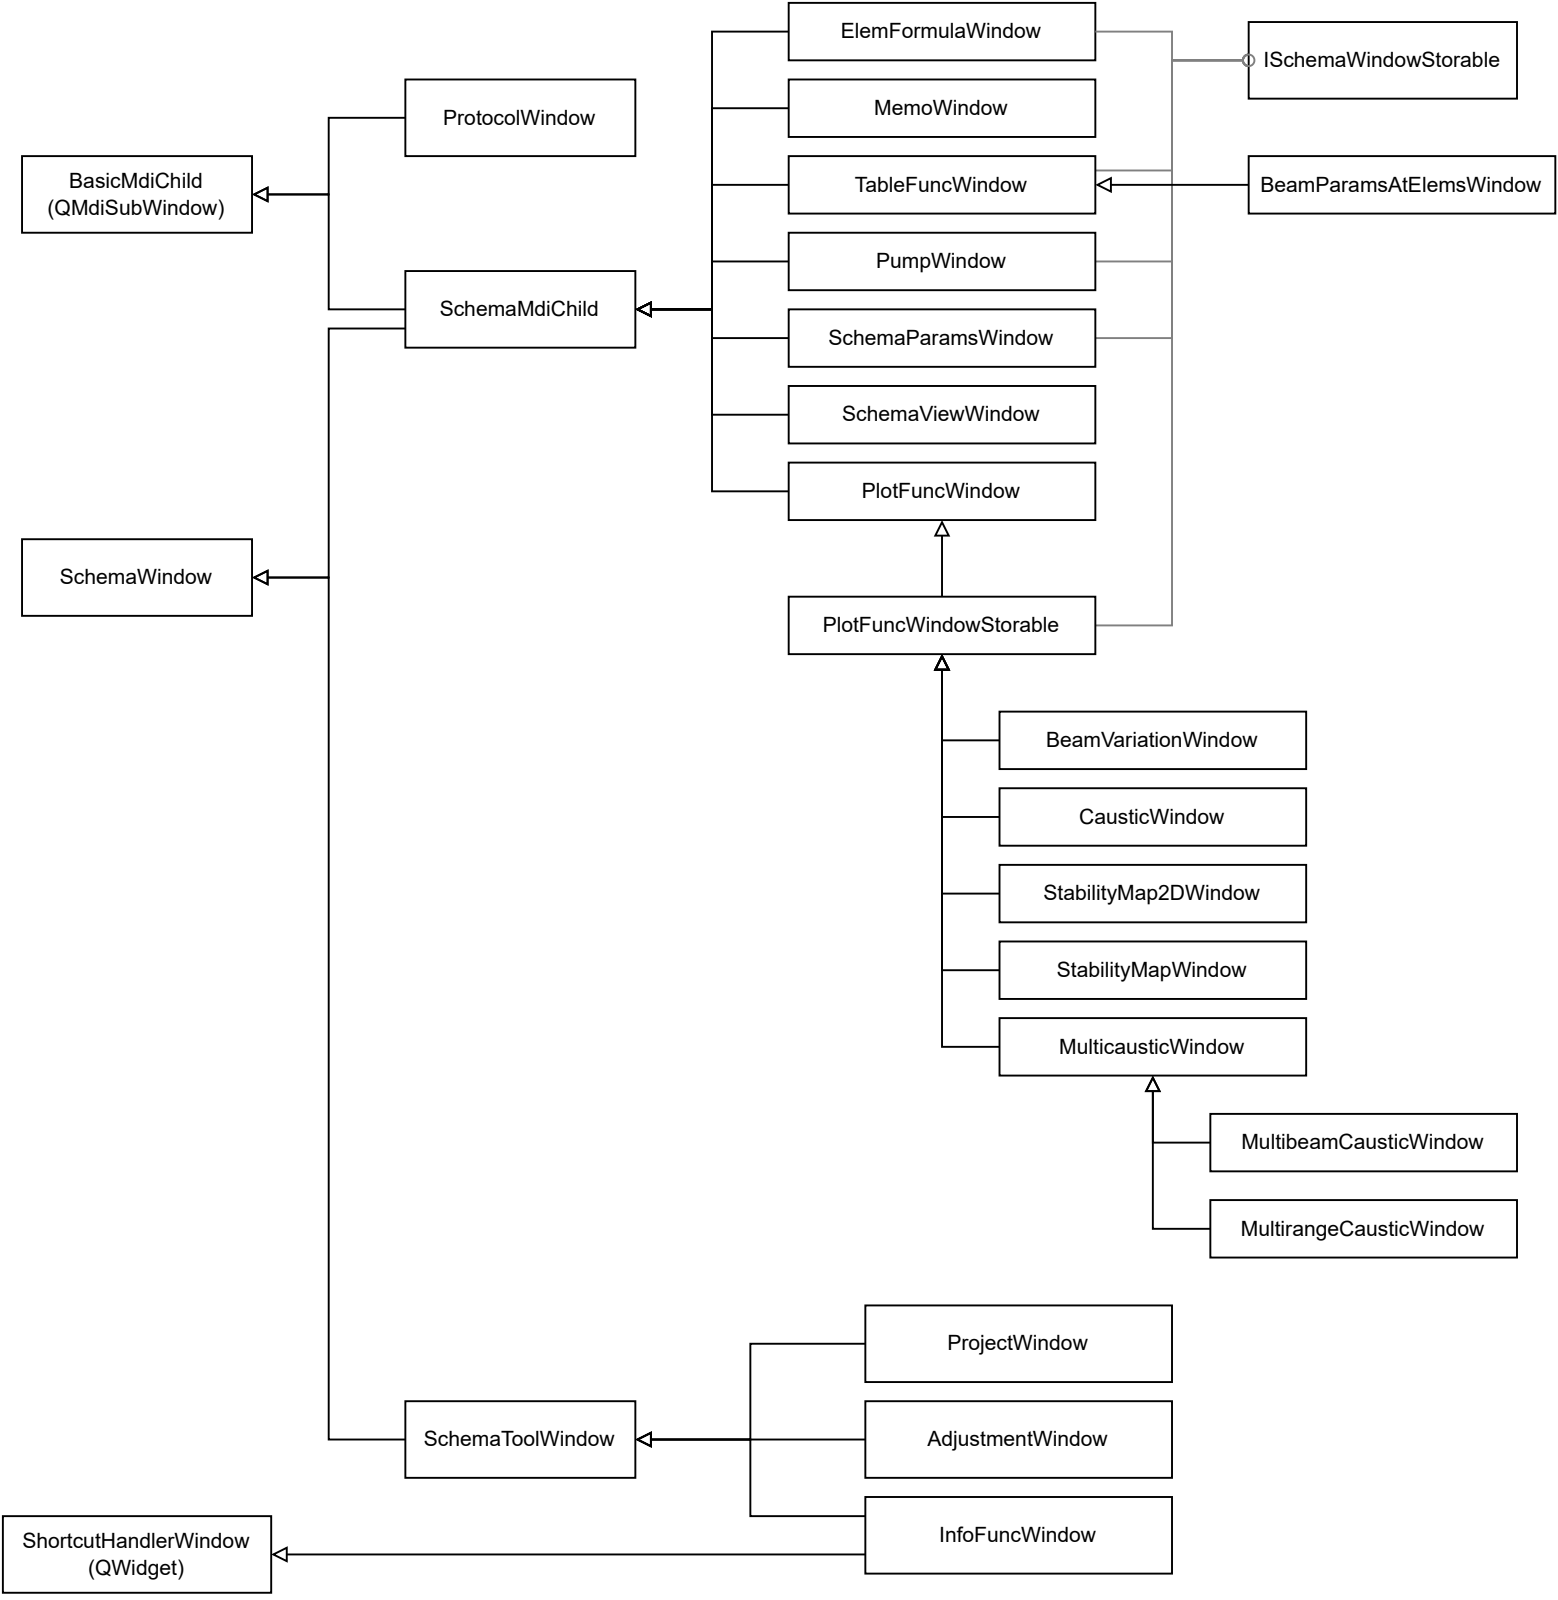 ElemFormulaWindow
ISchemaWindowStorable
ProtocolWindow
MemoWindow
BasicMdiChild
(QMdiSubWindow)
TableFuncWindow
BeamParamsAtElemsWindow
PumpWindow
SchemaMdiChild
SchemaParamsWindow
SchemaViewWindow
PlotFuncWindow
SchemaWindow
PlotFuncWindowStorable
BeamVariationWindow
CausticWindow
StabilityMap2DWindow
StabilityMapWindow
MulticausticWindow
MultibeamCausticWindow
MultirangeCausticWindow
ProjectWindow
SchemaToolWindow
AdjustmentWindow
InfoFuncWindow
ShortcutHandlerWindow
(QWidget)